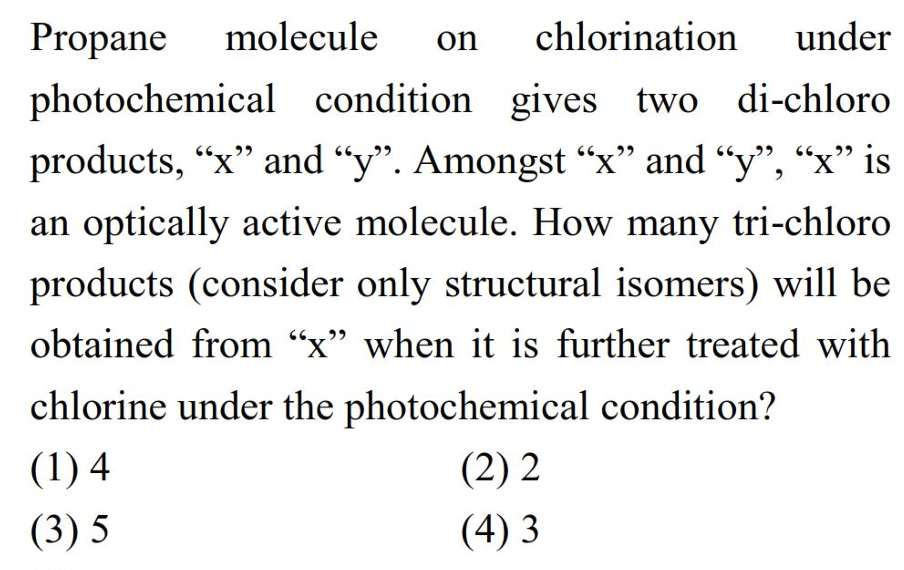 Propane molecule on chlorination under
photochemical condition gives two di-chloro
products, “x” and “y”. Amongst “x” and “y”, “x” is
an optically active molecule. How many tri-chloro
products (consider only structural isomers) will be
obtained from “x” when it is further treated with
chlorine under the photochemical condition?
(1) 4 (2) 2
(3) 5 (4) 3